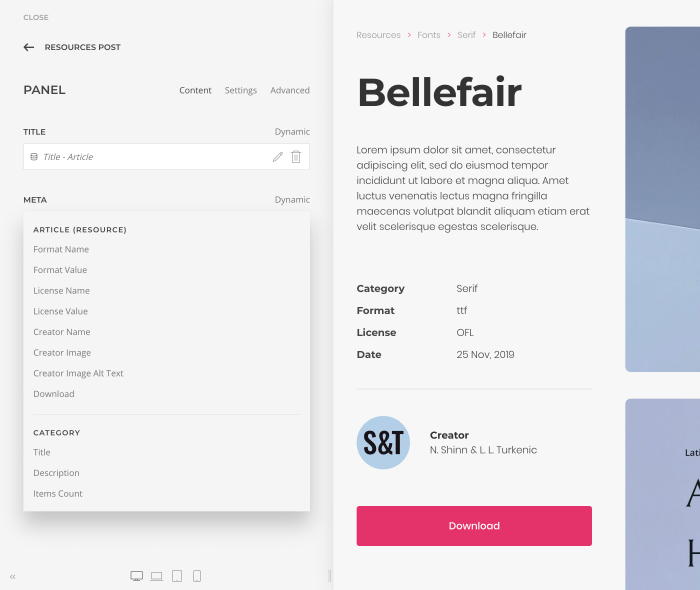 CLOSE
RESOURCES POST
PANEL
Content Settings Advanced
TITLE Dynamic
Title - Article
META Dynamic
ARTICLE (RESOURCE)
Format Name
Format Value
License Name
License Value
Creator Name
Creator Image
Creator Image Alt Text
Download
CATEGORY
Title
Description
Items Count
Resources > Fonts > Serif > Bellefair
Bellefair
Lorem ipsum dolor sit amet, consectetur
adipiscing elit, sed do eiusmod tempor
incididunt ut labore et magna aliqua. Amet
luctus venenatis lectus magna fringilla
maecenas volutpat blandit aliquam etiam erat
velit scelerisque egestas scelerisque.
Category Serif
Format ttf
License OFL
Date 25 Nov, 2019
S&T
Creator
N. Shinn & L. L. Turkenic
Download
Lati
A
H